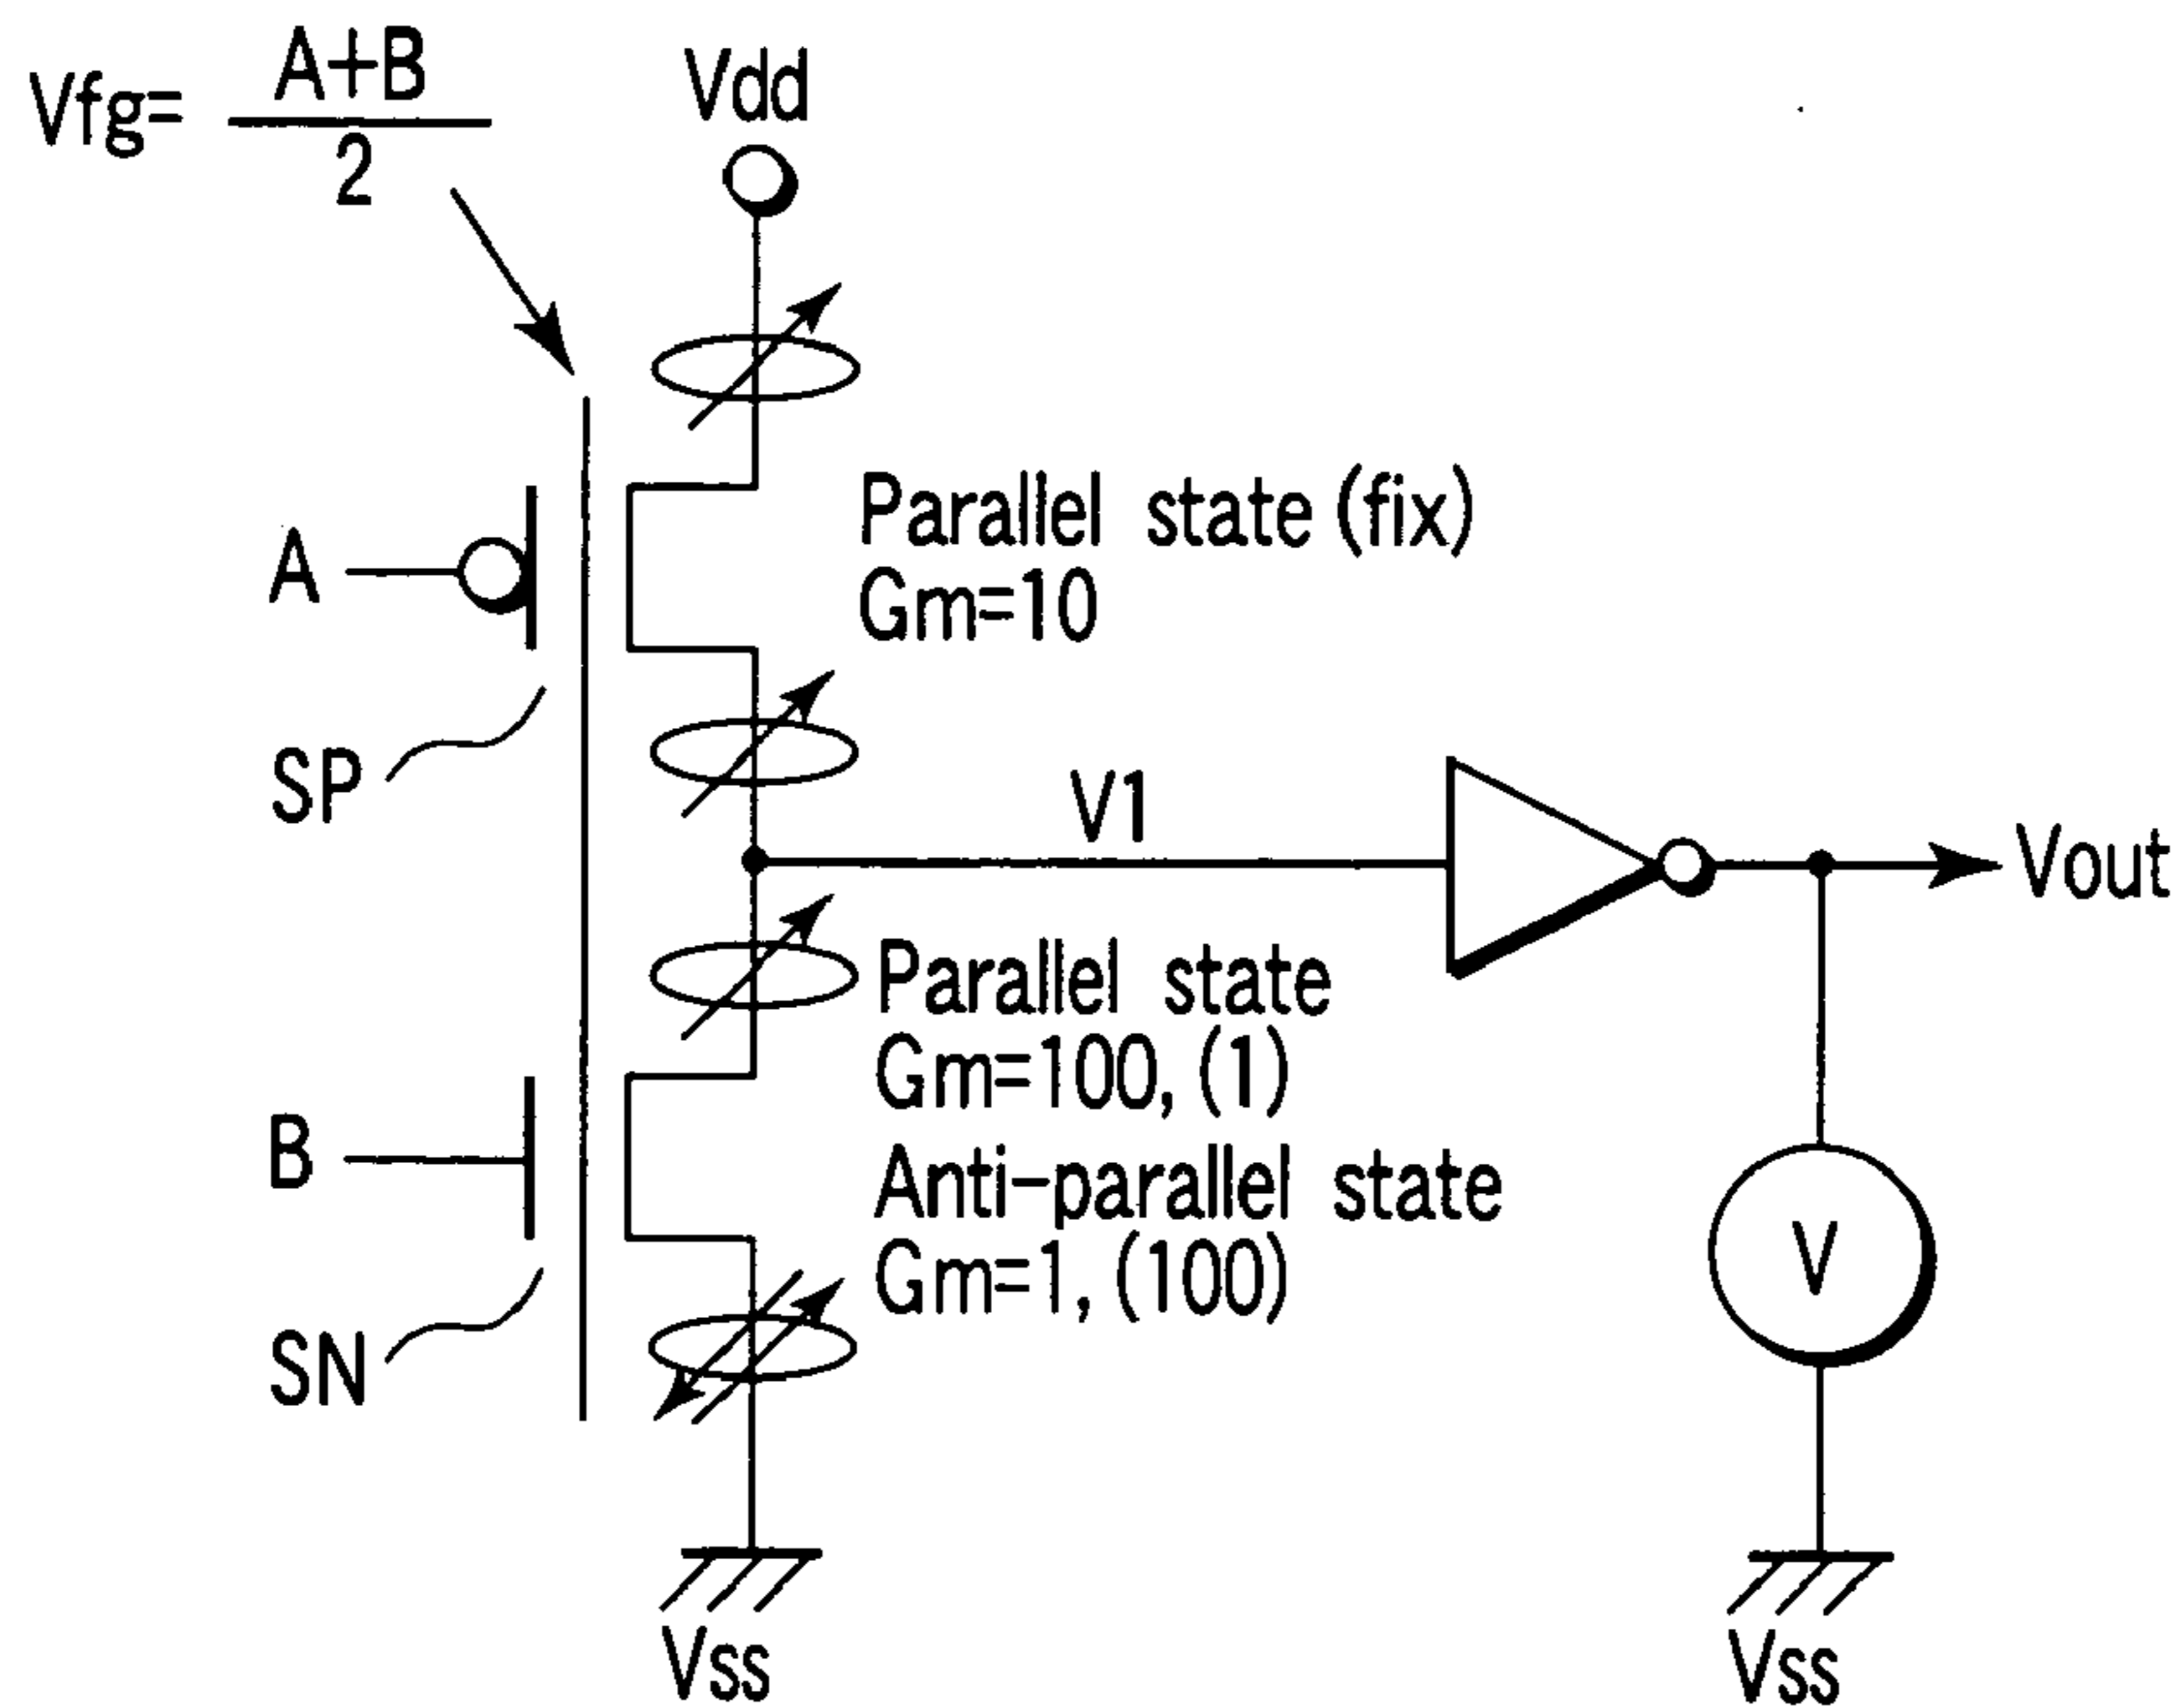 Vfg= A+B
2
Vdd
Parallel state (fix)
Gm=10
A
SP
V1
Vout
Parallel state
Gm=100, (1)
Anti-parallel state
Gm=1, (100)
B
SN
V
Vss
Vss